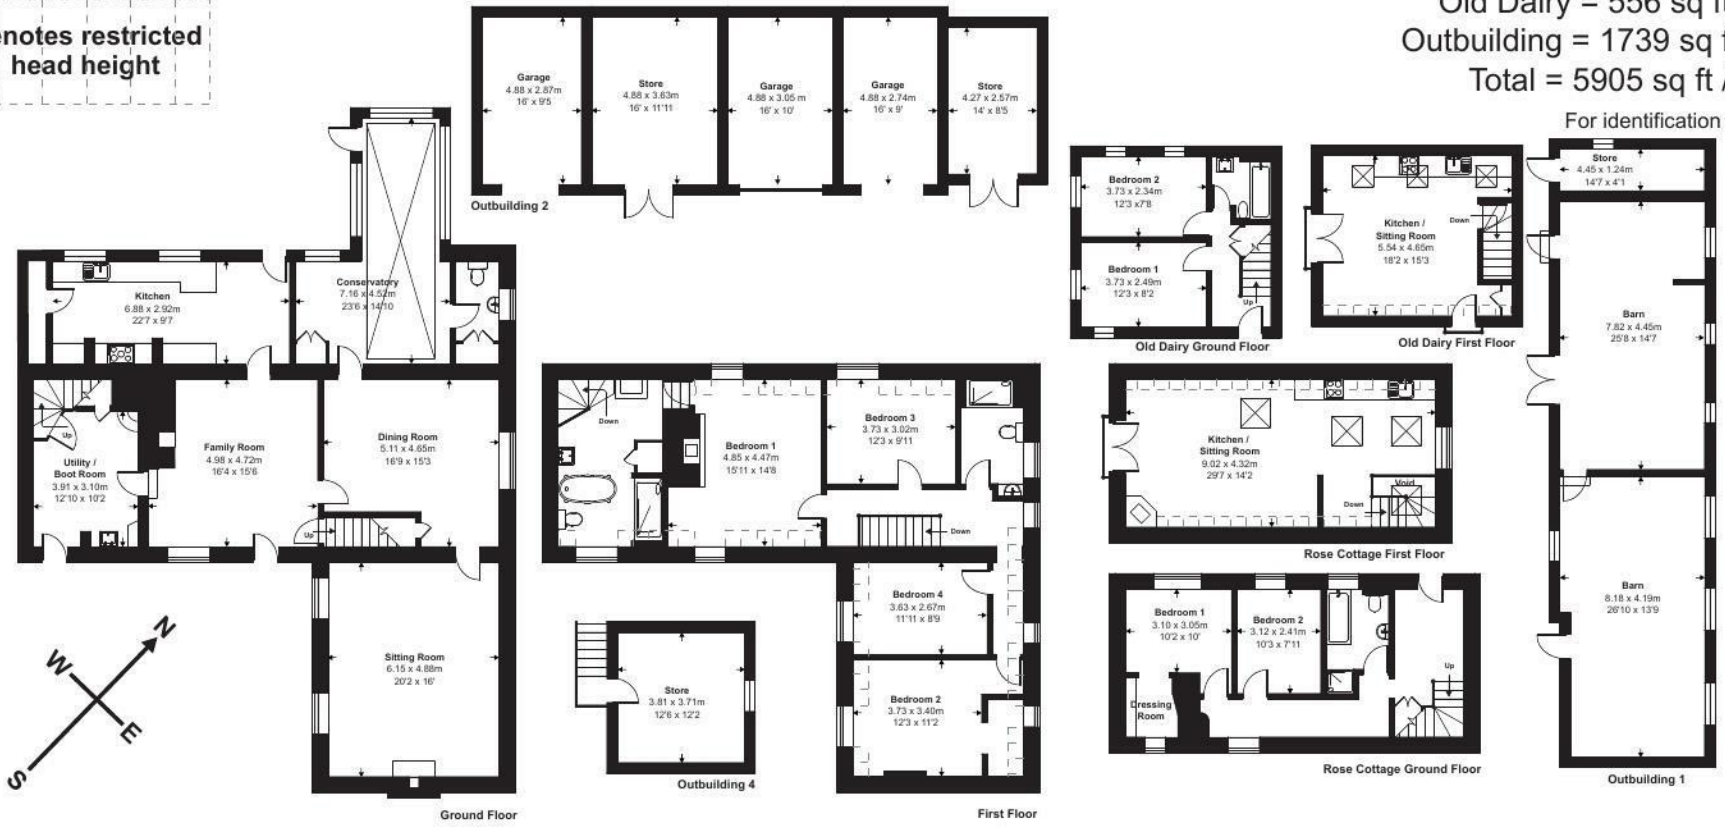 enotes restricted
head height
Old Dairy = 556 sq ft
Outbuilding = 1739 sq f
Total = 5905 sq ft /
For identification
Garage
4.88 x 2.87m
16' x 9'5
Store
4.88 x 3.63m
16' x 11'11
Garage
4.88 x 3.05 m
16' x 10'
Garage
4.88 x 2.74m
16' x 9'
Store
4.27 x 2.57m
14' x 8'5
Outbuilding 2
Kitchen
6.88 x 2.92m
22'7 x 9'7
Conservatory
7.16 x 4.52m
23'6 x 14'10
Up
Utility /
Boot Room
3.91 x 3.10m
12'10 x 10'2
Family Room
4.98 x 4.72m
16'4 x 15'6
Dining Room
5.11 x 4.65m
16'9 x 15'3
Up
Sitting Room
6.15 x 4.88m
20'2 x 16'
Ground Floor
N
W
E
S
Down
Bedroom 1
4.85 x 4.47m
15'11 x 14'8
Bedroom 3
3.73 x 3.02m
12'3 x 9'11
Down
Bedroom 4
3.63 x 2.67m
11'11 x 8'9
Bedroom 2
3.73 x 3.40m
12'3 x 11'2
First Floor
Store
3.81 x 3.71m
12'6 x 12'2
Outbuilding 4
Bedroom 2
3.73 x 2.34m
12'3 x7'8
Bedroom 1
3.73 x 2.49m
12'3 x 8'2
Up
Old Dairy Ground Floor
Kitchen /
Sitting Room
5.54 x 4.65m
18'2 x 15'3
Down
Old Dairy First Floor
Kitchen /
Sitting Room
9.02 x 4.32m
29'7 x 14'2
Void
Down
Rose Cottage First Floor
Bedroom 1
3.10 x 3.05m
10'2 x 10'
Bedroom 2
3.12 x 2.41m
10'3 x 7'11
Dressing
Room
Up
Rose Cottage Ground Floor
Store
4.45 x 1.24m
14'7 x 4'1
Barn
7.82 x 4.45m
25'8 x 14'7
Barn
8.18 x 4.19m
26'10 x 13'9
Outbuilding 1